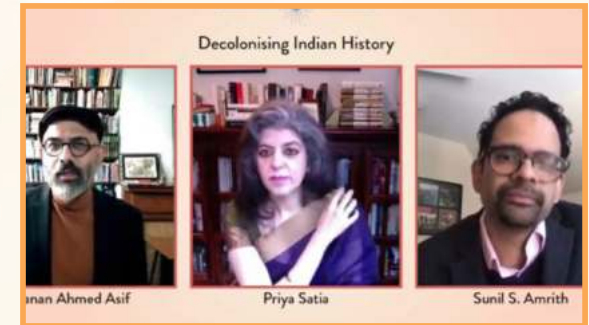 Decolonising Indian History
anan Ahmed Asif
Priya Satia
Sunil S. Amrith